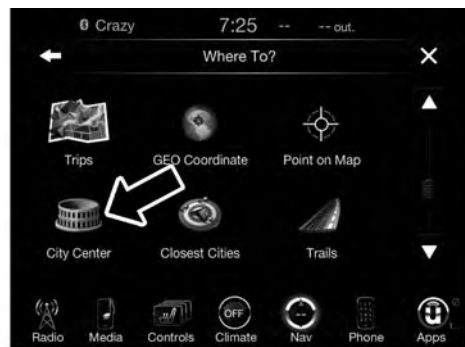 Crazy 7:25 -- -- out.
Where To?
Trips GEO Coordinate Point on Map
City Center Closest Cities Trails
OFF
Radio Media Controls Climate Nav Phone Apps